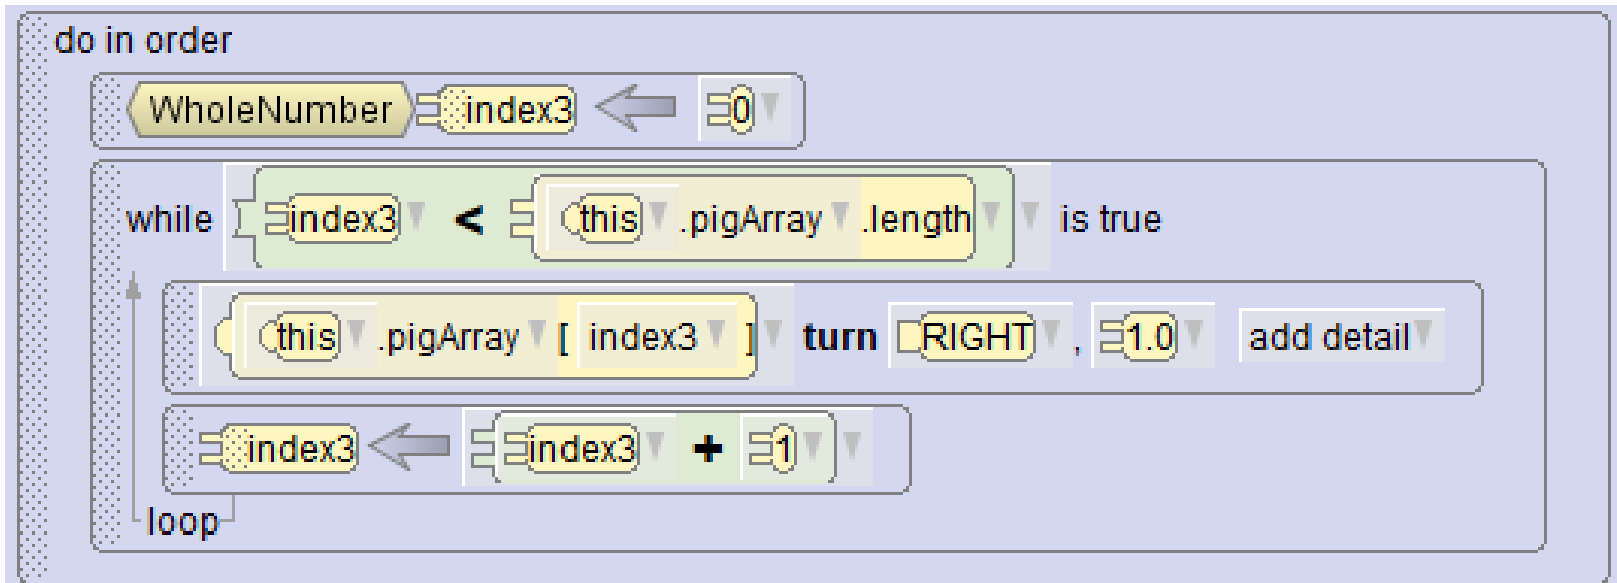 do in order
WholeNumber index3 0
while index3 < this .pigArray .length is true
this .pigArray [ index3 ] turn RIGHT , 1.0 add detail
index3 index3 + 1
loop